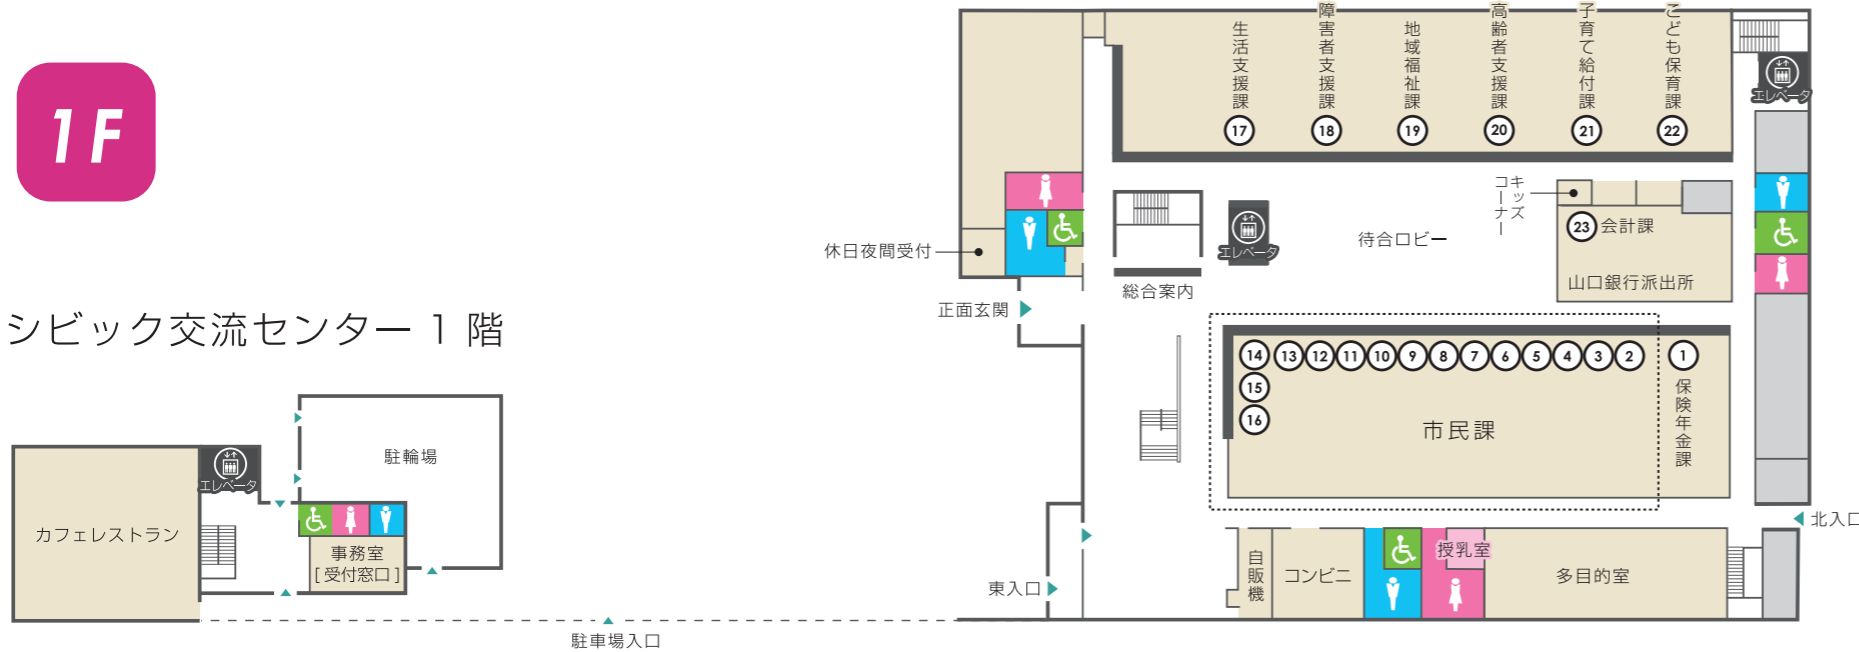 1F
シビック交流センター 1 階
カフェレストラン
エレベータ
駐輪場
事務室
[ 受付窓口 ]
駐車場入口
生活支援課
17
障害者支援課
18
地域福祉課
19
高齢者支援課
20
子育て給付課
21
こども保育課
22
エレベータ
休日夜間受付
正面玄関
総合案内
エレベータ
待合ロビー
キッズ
コーナー
23 会計課
山口銀行派出所
14 13 12 11 10 9 8 7 6 5 4 3 2
15
16
市民課
1
保険年金課
北入口
東入口
自販機
コンビニ
授乳室
多目的室